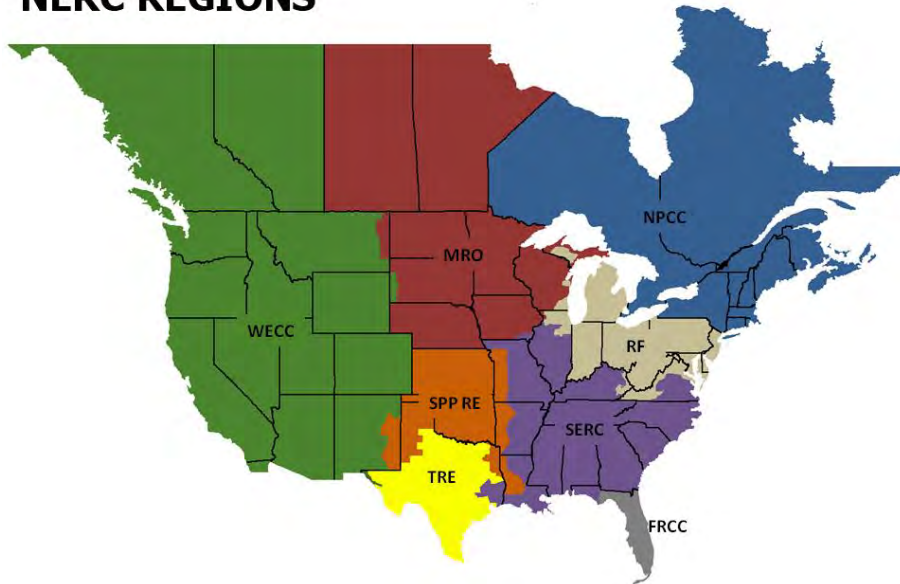 NERC REGIONS
NPCC
MRO
WECC
RF
SPP RE
SERC
TRE
FRCC